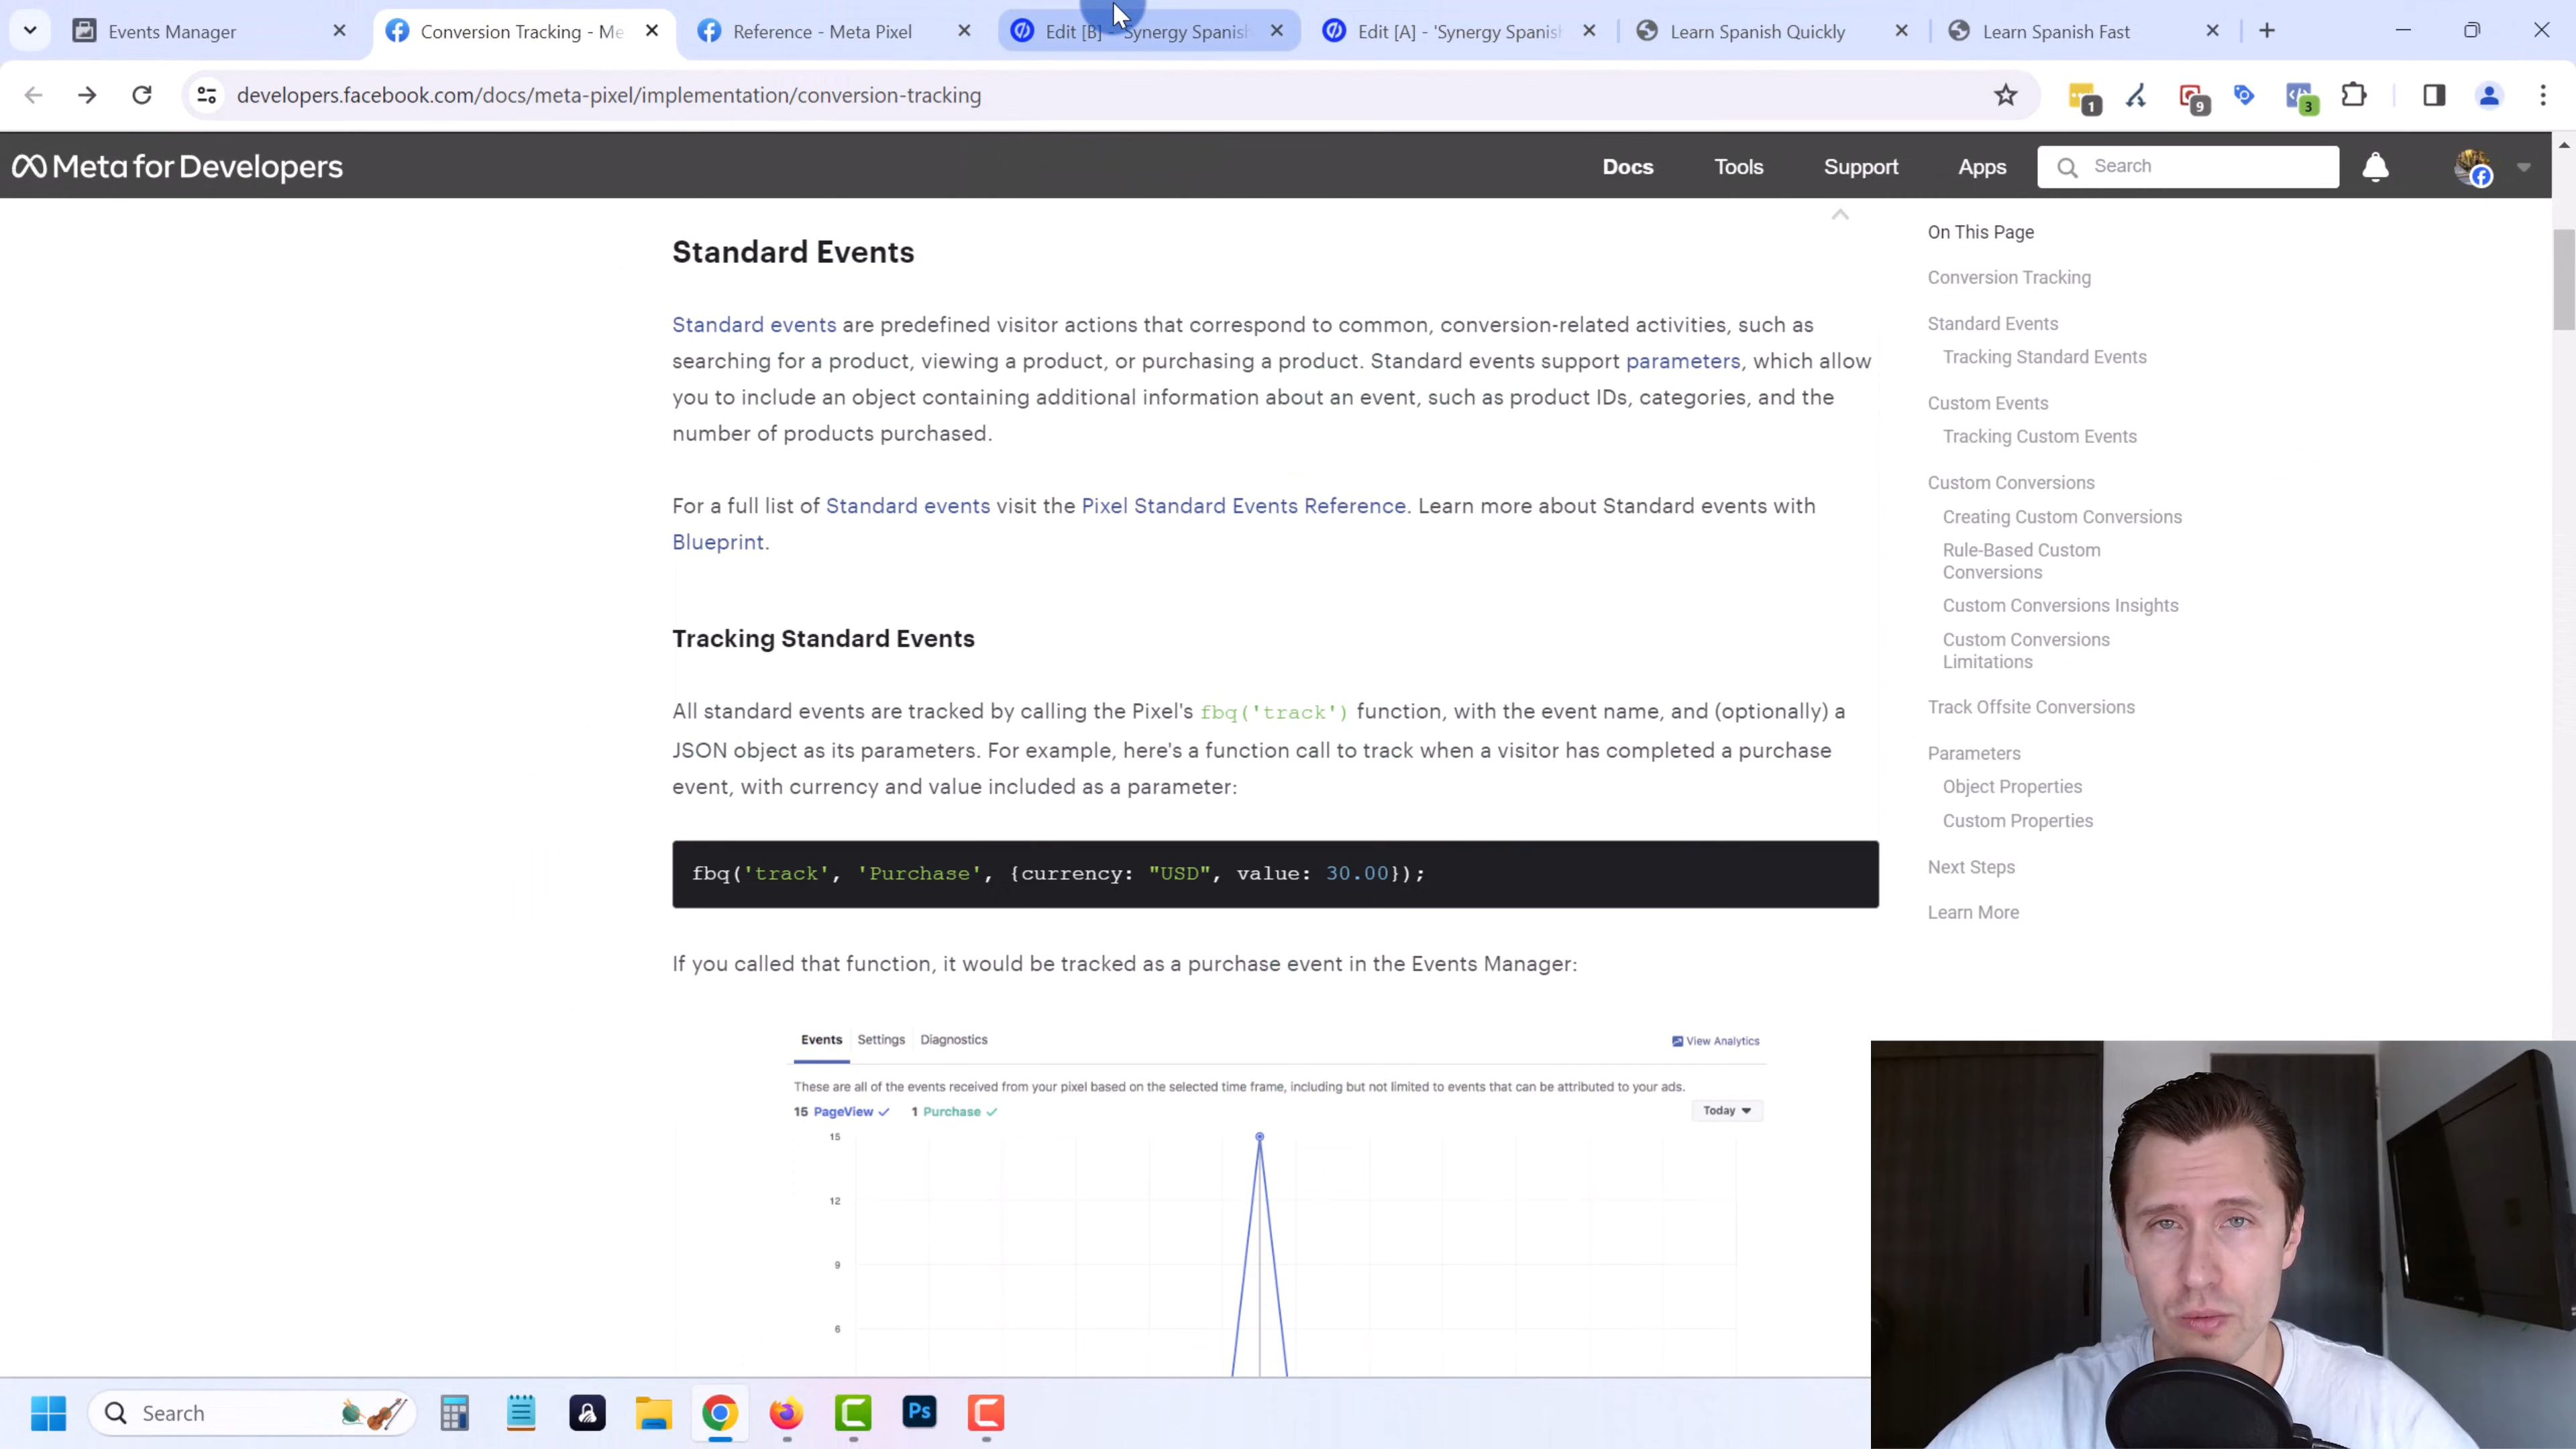 Events Manager
Conversion Tracking - Me
Reference - Meta Pixel
Edit [B] - 'Synergy Spanish
Edit [A] - 'Synergy Spanish
Learn Spanish Quickly
Learn Spanish Fast
developers.facebook.com/docs/meta-pixel/implementation/conversion-tracking
1
9
3
Meta for Developers
Docs
Tools
Support
Apps
Search
Standard Events
Standard events are predefined visitor actions that correspond to common, conversion-related activities, such as
searching for a product, viewing a product, or purchasing a product. Standard events support parameters, which allow
you to include an object containing additional information about an event, such as product IDs, categories, and the
number of products purchased.
For a full list of Standard events visit the Pixel Standard Events Reference. Learn more about Standard events with
Blueprint.
Tracking Standard Events
All standard events are tracked by calling the Pixel's fbq('track') function, with the event name, and (optionally) a
JSON object as its parameters. For example, here's a function call to track when a visitor has completed a purchase
event, with currency and value included as a parameter:
fbq('track', 'Purchase', {currency: "USD", value: 30.00});
If you called that function, it would be tracked as a purchase event in the Events Manager:
Events
Settings
Diagnostics
View Analytics
These are all of the events received from your pixel based on the selected time frame, including but not limited to events that can be attributed to your ads.
15 PageView
1 Purchase
Today
15
12
9
6
On This Page
Conversion Tracking
Standard Events
Tracking Standard Events
Custom Events
Tracking Custom Events
Custom Conversions
Creating Custom Conversions
Rule-Based Custom
Conversions
Custom Conversions Insights
Custom Conversions
Limitations
Track Offsite Conversions
Parameters
Object Properties
Custom Properties
Next Steps
Learn More
Search
Ps